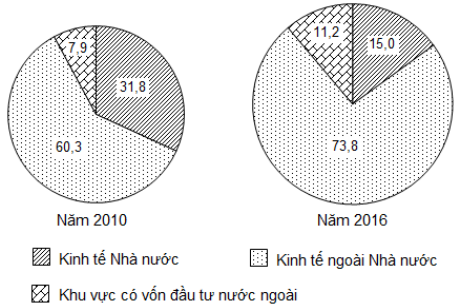 7,9
31,8
60,3
11,2
15,0
73,8
Năm 2010
Năm 2016
Kinh tế Nhà nước
Kinh tế ngoài Nhà nước
Khu vực có vốn đầu tư nước ngoài